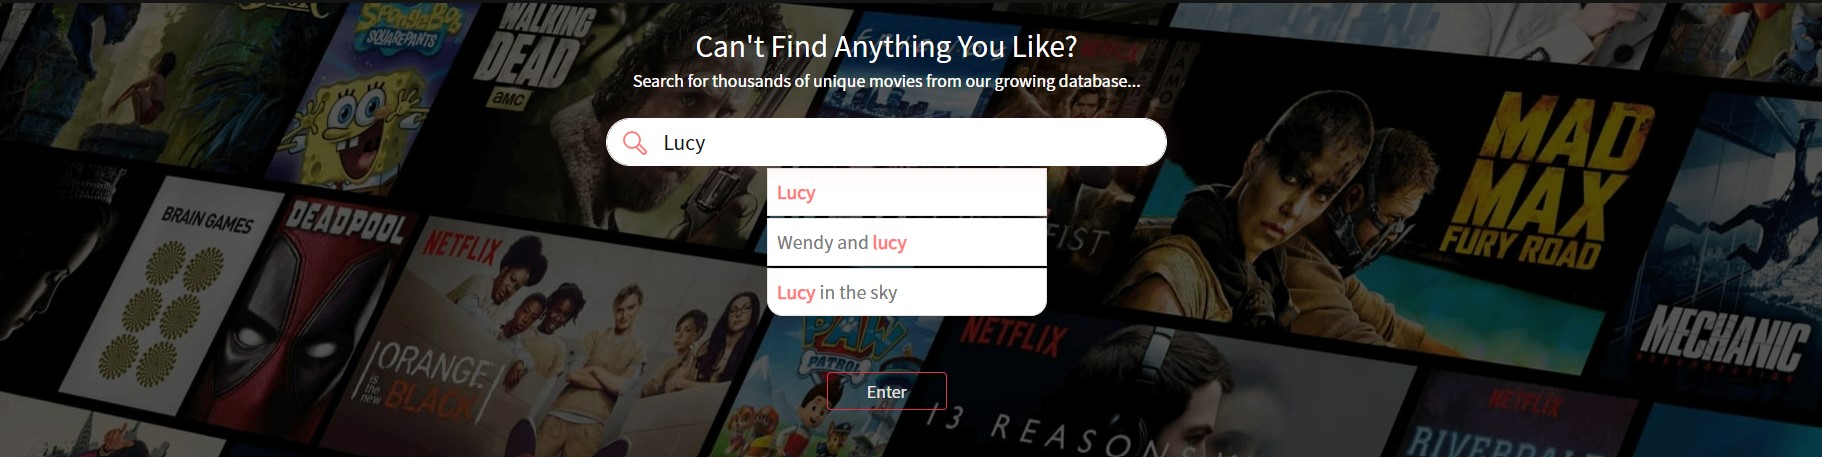 SPONGEBOB
SQUAREPANTS
WALKING
DEAD
amc
Can't Find Anything You Like?
Search for thousands of unique movies from our growing database...
Lucy
Lucy
Wendy and lucy
Lucy in the sky
Enter
MAD
MAX
FURY ROAD
MECHANIC
BRAIN GAMES
DEADPOOL
NETFLIX
ORANGE
is
the
new
BLACK
FIST
PAW
PATROL
NETFLIX
13 REASONS
NETFLIX
RIVERDALE